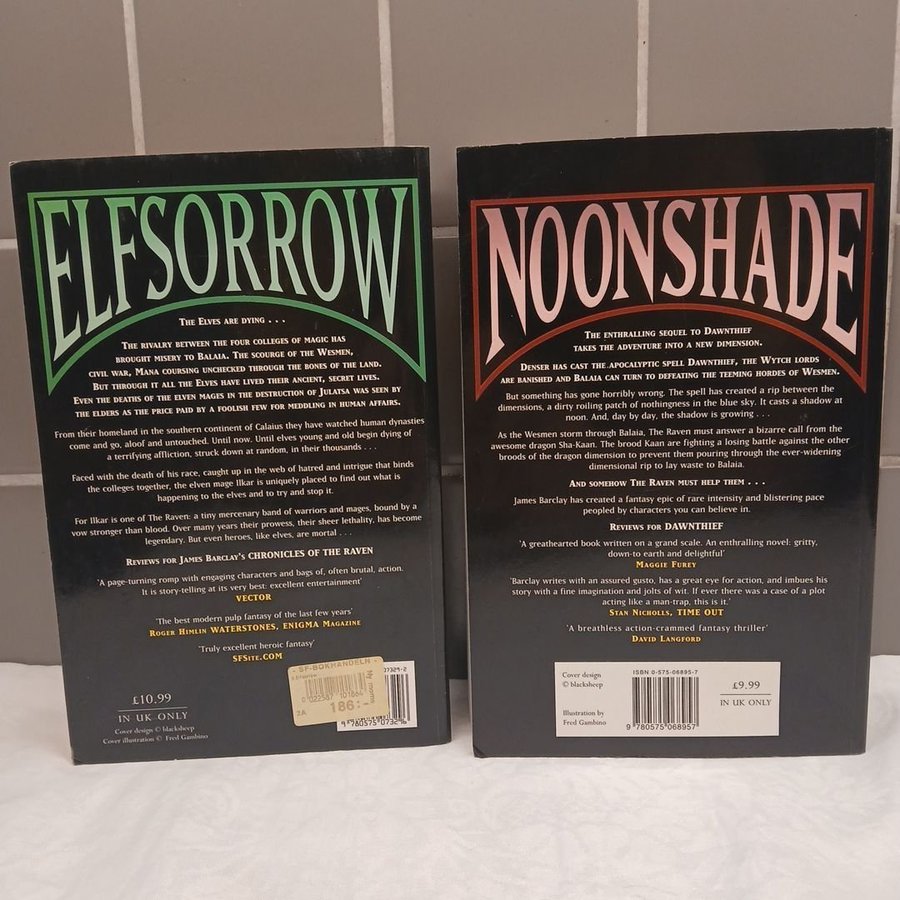 ELFSORROW
THE ELVES ARE DYING . . .
THE RIVALRY BETWEEN THE FOUR COLLEGES OF MAGIC HAS
BROUGHT MISERY TO BALAIA. THE SCOURGE OF THE WESMEN,
CIVIL WAR, MANA COURSING UNCHECKED THROUGH THE BONES OF THE LAND.
BUT THROUGH IT ALL THE ELVES HAVE LIVED THEIR ANCIENT, SECRET LIVES.
EVEN THE DEATHS OF THE ELVEN MAGES IN THE DESTRUCTION OF JULATSA WAS SEEN BY
THE ELDERS AS THE PRICE PAID BY A FOOLISH FEW FOR MEDDLING IN HUMAN AFFAIRS.
From their homeland in the southern continent of Calaius they have watched human dynasties
come and go, aloof and untouched. Until now. Until elves young and old begin dying of
a terrifying affliction, struck down at random, in their thousands . . .
Faced with the death of his race, caught up in the web of hatred and intrigue that binds
the colleges together, the elven mage Ilkar is uniquely placed to find out what is
happening to the elves and to try and stop it.
For Ilkar is one of The Raven: a tiny mercenary band of warriors and mages, bound by a
vow stronger than blood. Over many years their prowess, their sheer lethality, has become
legendary. But even heroes, like elves, are mortal . . .
REVIEWS FOR JAMES BARCLAY'S CHRONICLES OF THE RAVEN
'A page-turning romp with engaging characters and bags of, often brutal, action.
It is story-telling at its very best: excellent entertainment'
VECTOR
'The best modern pulp fantasy of the last few years'
ROGER HIMLIN WATERSTONES, ENIGMA MAGAZINE
'Truly excellent heroic fantasy'
SFSITE.COM
£10.99
IN UK ONLY
Cover design © blacksheep
Cover illustration © Fred Gambino
SF-BOKHANDELN
My moms
0 022587 101864
2A
186:-
07329-2
9 780575 073296
NOONSHADE
THE ENTHRALLING SEQUEL TO DAWNTHIEF
TAKES THE ADVENTURE INTO A NEW DIMENSION.
DENSER HAS CAST THE APOCALYPTIC SPELL DAWNTHIEF, THE WYTCH LORDS
ARE BANISHED AND BALAIA CAN TURN TO DEFEATING THE TEEMING HORDES OF WESMEN.
But something has gone horribly wrong. The spell has created a rip between the
dimensions, a dirty roiling patch of nothingness in the blue sky. It casts a shadow at
noon. And, day by day, the shadow is growing . . .
As the Wesmen storm through Balaia, The Raven must answer a bizarre call from the
awesome dragon Sha-Kaan. The brood Kaan are fighting a losing battle against the other
broods of the dragon dimension to prevent them pouring through the ever-widening
dimensional rip to lay waste to Balaia.
AND SOMEHOW THE RAVEN MUST HELP THEM . . .
James Barclay has created a fantasy epic of rare intensity and blistering pace
peopled by characters you can believe in.
REVIEWS FOR DAWNTHIEF
'A greathearted book written on a grand scale. An enthralling novel: gritty,
down-to earth and delightful'
MAGGIE FUREY
'Barclay writes with an assured gusto, has a great eye for action, and imbues his
story with a fine imagination and jolts of wit. If ever there was a case of a plot
acting like a man-trap, this is it.'
STAN NICHOLLS, TIME OUT
'A breathless action-crammed fantasy thriller'
DAVID LANGFORD
Cover design
© blacksheep
Illustration by
Fred Gambino
ISBN 0-575-06895-7
9 780575 068957
£9.99
IN UK ONLY